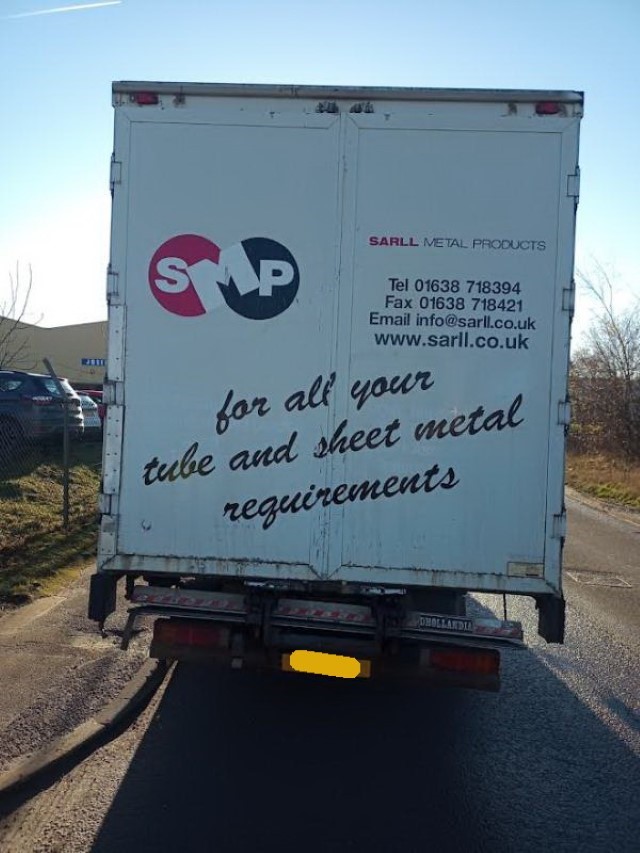 SMP
SARLL METAL PRODUCTS
Tel 01638 718394
Fax 01638 718421
Email info@sarll.co.uk
www.sarll.co.uk
for all your
tube and sheet metal
requirements
DHOLLANDIA